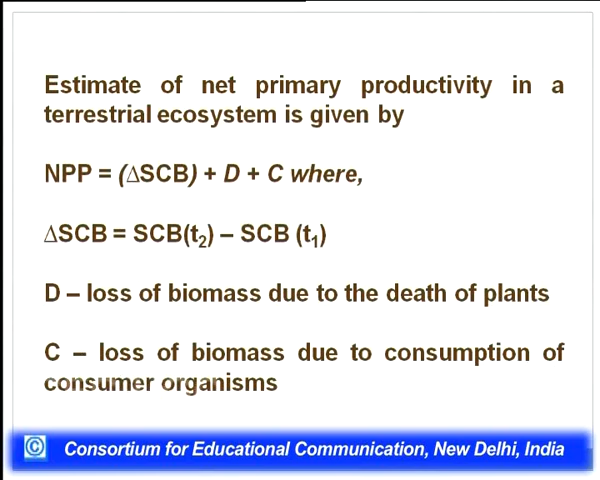 Estimate of net primary productivity in a
terrestrial ecosystem is given by
NPP = (∆SCB) + D + C where,
∆SCB = SCB(t₂) – SCB (t₁)
D – loss of biomass due to the death of plants
C – loss of biomass due to consumption of
consumer organisms
© Consortium for Educational Communication, New Delhi, India